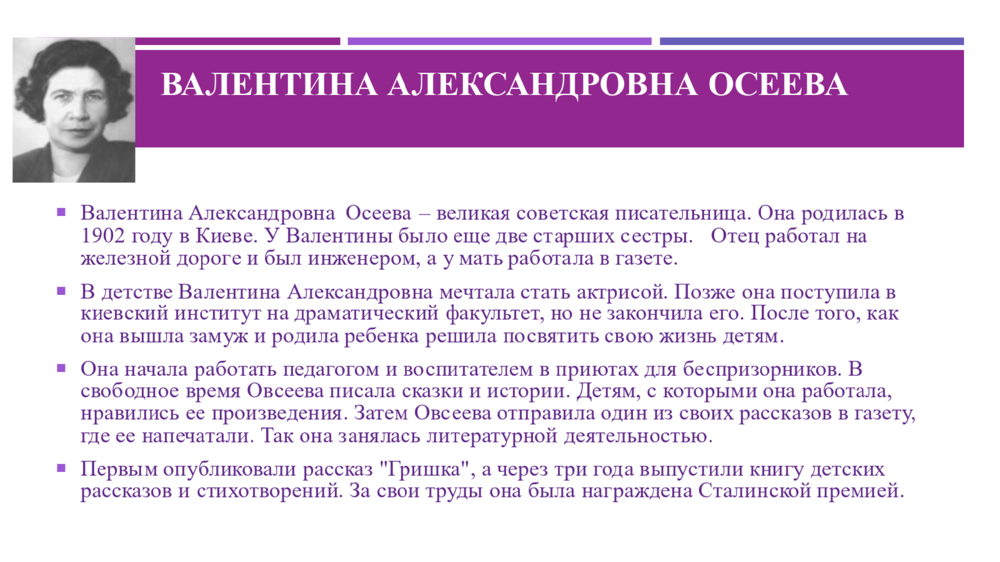 ВАЛЕНТИНА АЛЕКСАНДРОВНА ОСЕЕВА
Валентина Александровна  Осеева – великая советская писательница. Она родилась в
1902 году в Киеве. У Валентины было еще две старших сестры.   Отец работал на
железной дороге и был инженером, а у мать работала в газете.
В детстве Валентина Александровна мечтала стать актрисой. Позже она поступила в
киевский институт на драматический факультет, но не закончила его. После того, как
она вышла замуж и родила ребенка решила посвятить свою жизнь детям.
Она начала работать педагогом и воспитателем в приютах для беспризорников. В
свободное время Овсеева писала сказки и истории. Детям, с которыми она работала,
нравились ее произведения. Затем Овсеева отправила один из своих рассказов в газету,
где ее напечатали. Так она занялась литературной деятельностью.
Первым опубликовали рассказ "Гришка", а через три года выпустили книгу детских
рассказов и стихотворений. За свои труды она была награждена Сталинской премией.